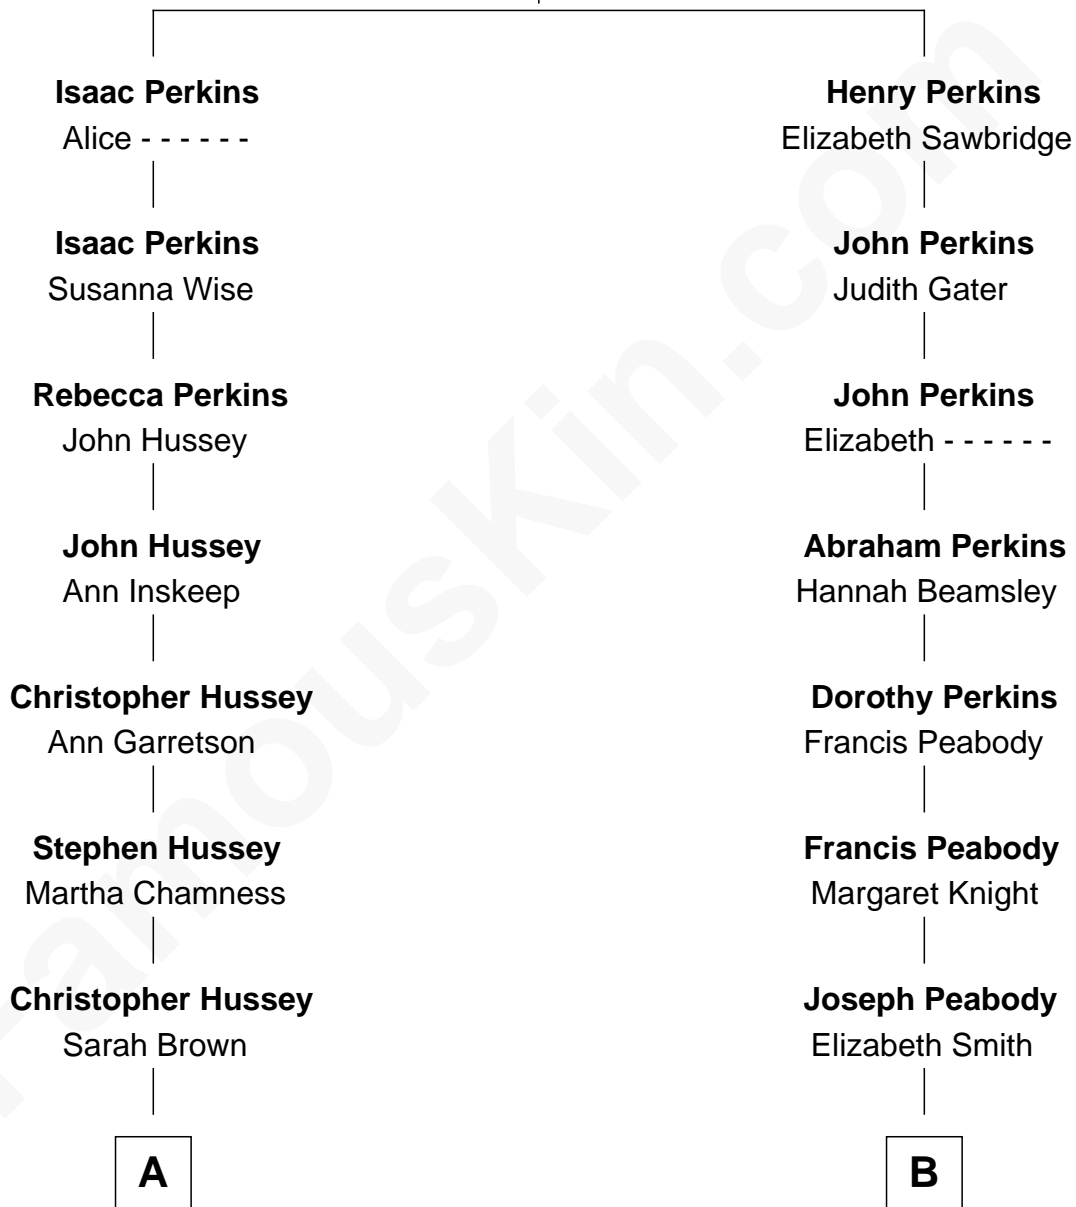 Isaac Perkins
Alice - - - - - -
Isaac Perkins
Susanna Wise
Rebecca Perkins
John Hussey
John Hussey
Ann Inskeep
Christopher Hussey
Ann Garretson
Stephen Hussey
Martha Chamness
Christopher Hussey
Sarah Brown
A
Henry Perkins
Elizabeth Sawbridge
John Perkins
Judith Gater
John Perkins
Elizabeth - - - - - -
Abraham Perkins
Hannah Beamsley
Dorothy Perkins
Francis Peabody
Francis Peabody
Margaret Knight
Joseph Peabody
Elizabeth Smith
B
FamousKin.com